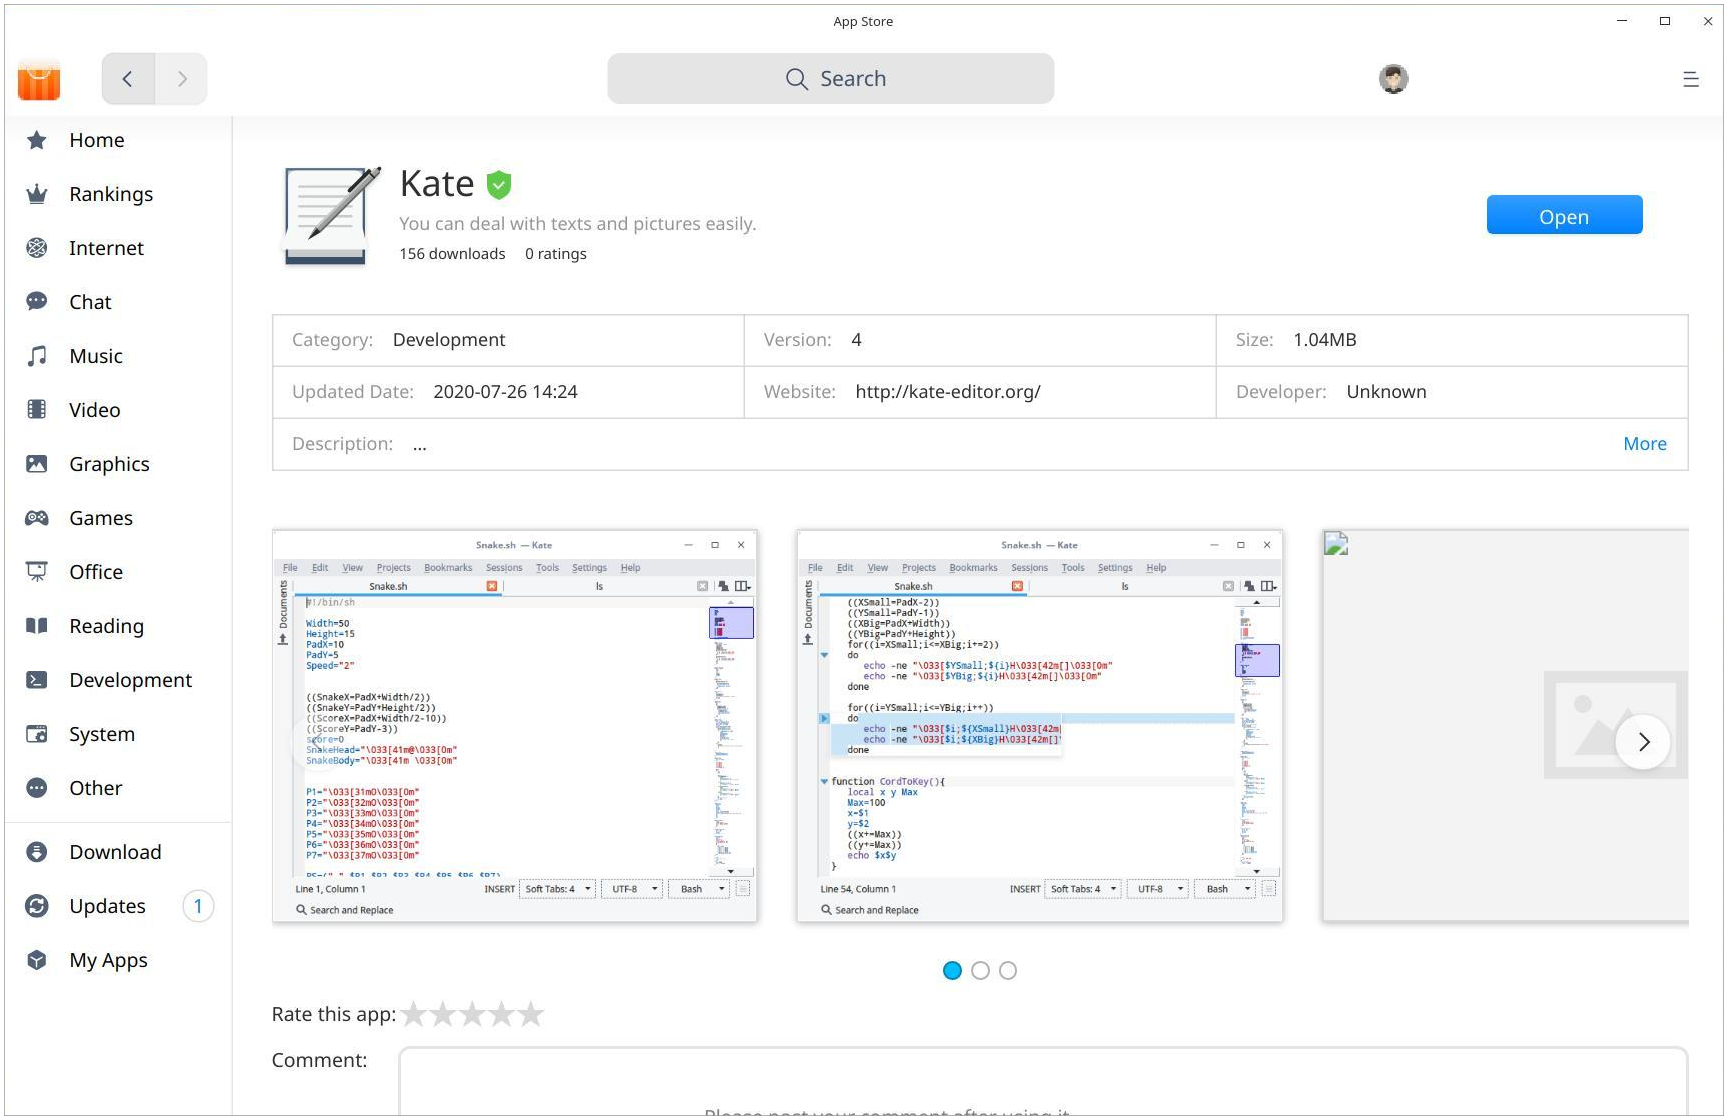 App Store
Search
Home
Rankings
Internet
Chat
Music
Video
Graphics
Games
Office
Reading
Development
System
Other
Download
Updates 1
My Apps
Kate
You can deal with texts and pictures easily.
156 downloads 0 ratings
Open
Category: Development Version: 4 Size: 1.04MB
Updated Date: 2020-07-26 14:24 Website: http://kate-editor.org/ Developer: Unknown
Description: ... More
Snake.sh — Kate
File Edit View Projects Bookmarks Sessions Tools Settings Help
Snake.sh ls
Documents
#!/bin/sh
Width=50
Height=15
PadX=10
PadY=5
Speed="2"
((SnakeX=PadX+Width/2))
((SnakeY=PadY+Height/2))
((ScoreX=PadX+Width/2-10))
((ScoreY=PadY-3))
score=0
SnakeHead="\033[41m@\033[0m"
SnakeBody="\033[41m \033[0m"
P1="\033[31mO\033[0m"
P2="\033[32mO\033[0m"
P3="\033[33mO\033[0m"
P4="\033[34mO\033[0m"
P5="\033[35mO\033[0m"
P6="\033[36mO\033[0m"
P7="\033[37mO\033[0m"
Line 1, Column 1 INSERT Soft Tabs: 4 UTF-8 Bash
Search and Replace
Snake.sh — Kate
File Edit View Projects Bookmarks Sessions Tools Settings Help
Snake.sh ls
Documents
((XSmall=PadX-2))
((YSmall=PadY-1))
((XBig=PadX+Width))
((YBig=PadY+Height))
for((i=XSmall;i<=XBig;i+=2))
do
echo -ne "\033[$YSmall;${i}H\033[42m[]\033[0m"
echo -ne "\033[$YBig;${i}H\033[42m[]\033[0m"
done
for((i=YSmall;i<=YBig;i++))
do
echo -ne "\033[$i;${XSmall}H\033[42m
echo -ne "\033[$i;${XBig}H\033[42m[]
done
function CordToKey(){
local x y Max
Max=100
x=$1
y=$2
((x+=Max))
((y+=Max))
echo $x$y
}
Line 54, Column 1 INSERT Soft Tabs: 4 UTF-8 Bash
Search and Replace
Rate this app:
Comment:
Please post your comment after using it